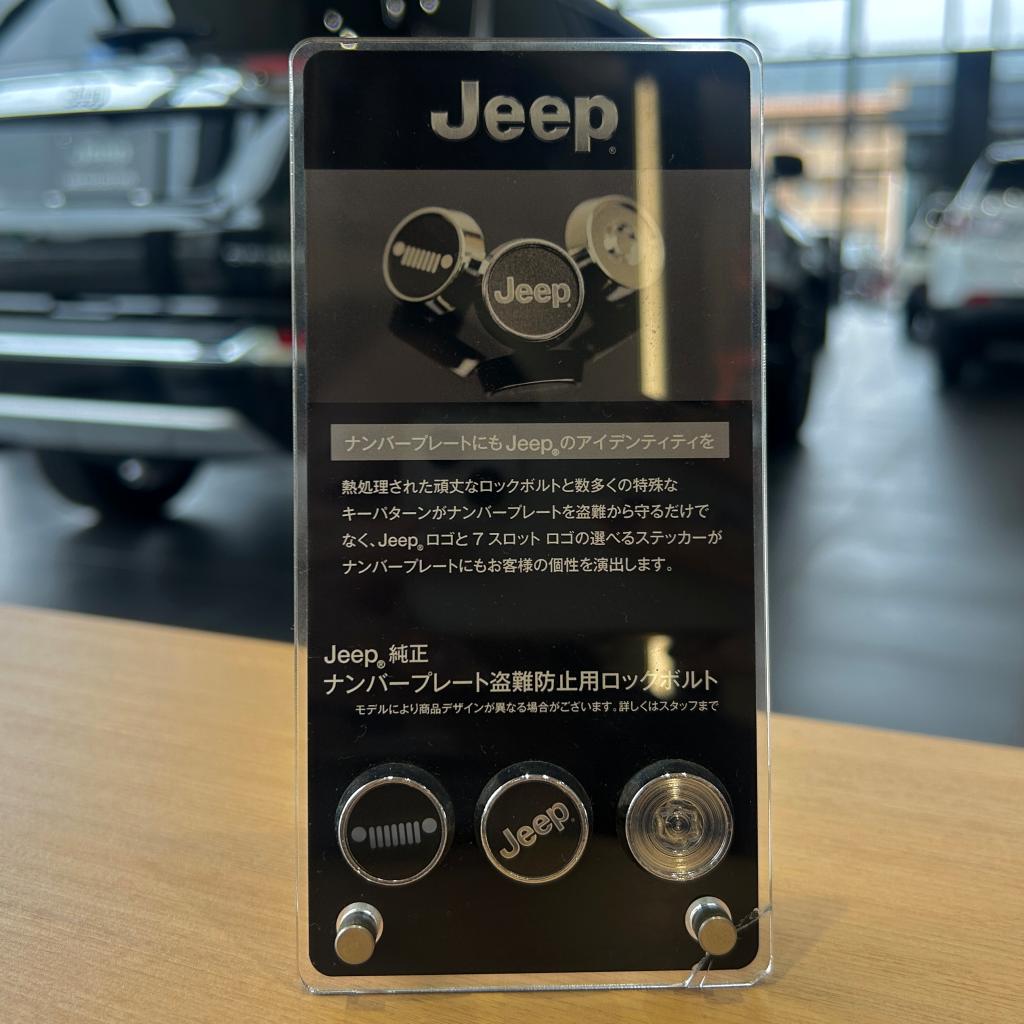 Jeep®
Jeep®
ナンバープレートにもJeep®のアイデンティティを
熱処理された頑丈なロックボルトと数多くの特殊な
キーパターンがナンバープレートを盗難から守るだけで
なく、Jeep®ロゴと 7 スロット ロゴの選べるステッカーが
ナンバープレートにもお客様の個性を演出します。
Jeep®純正
ナンバープレート盗難防止用ロックボルト
モデルにより商品デザインが異なる場合がございます。詳しくはスタッフまで
Jeep®